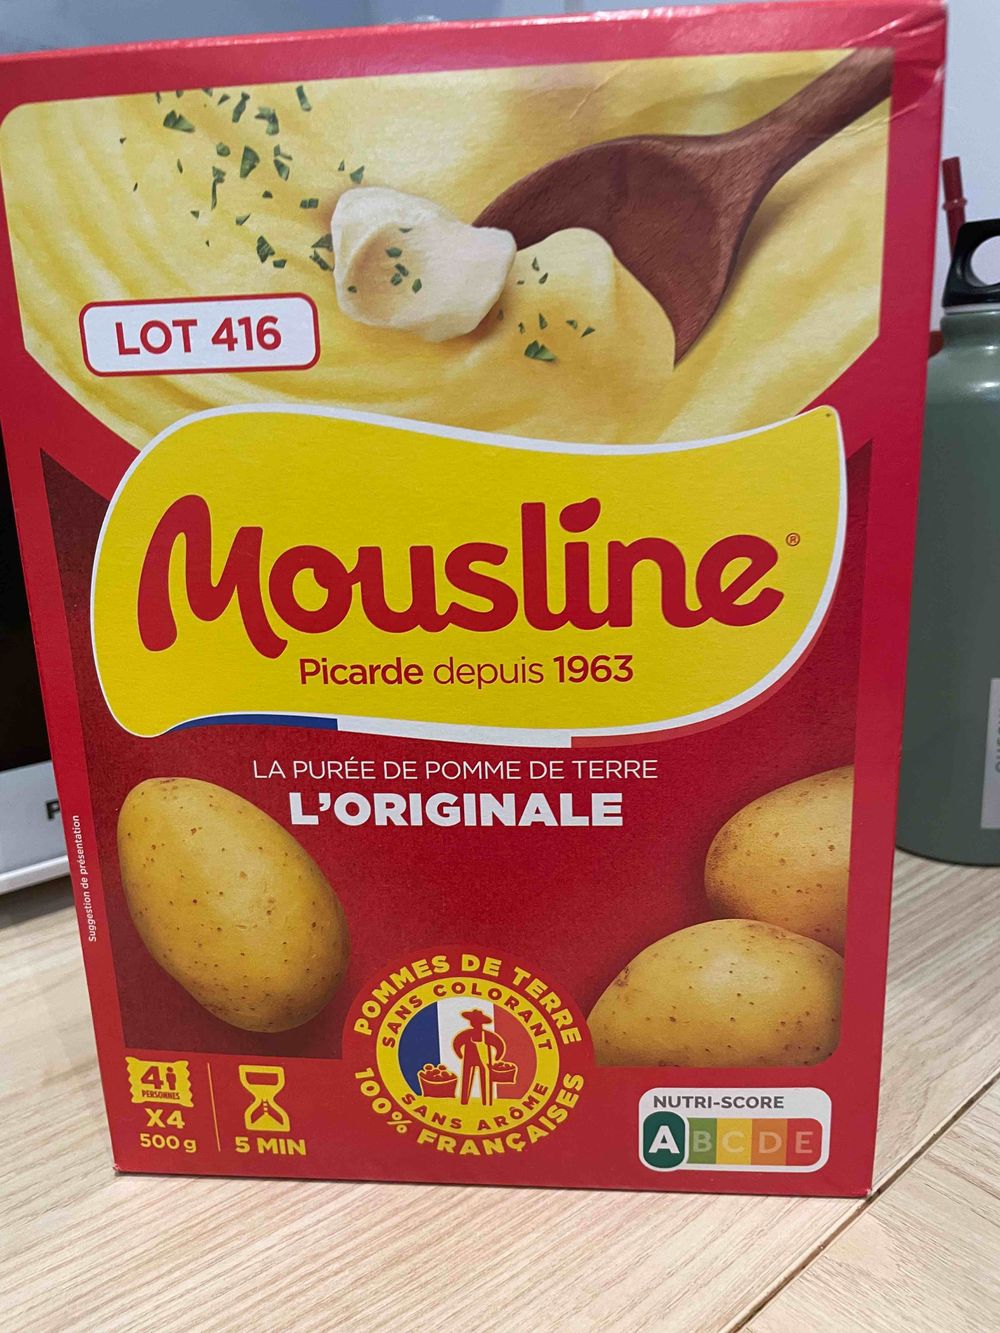 LOT 416
Mousline®
Picarde depuis 1963
LA PURÉE DE POMME DE TERRE
L'ORIGINALE
Suggestion de présentation
POMMES DE TERRE
SANS COLORANT
SANS ARÔME
100% FRANÇAISES
4
PERSONNES
X4
500 g
5 MIN
NUTRI-SCORE
A B C D E